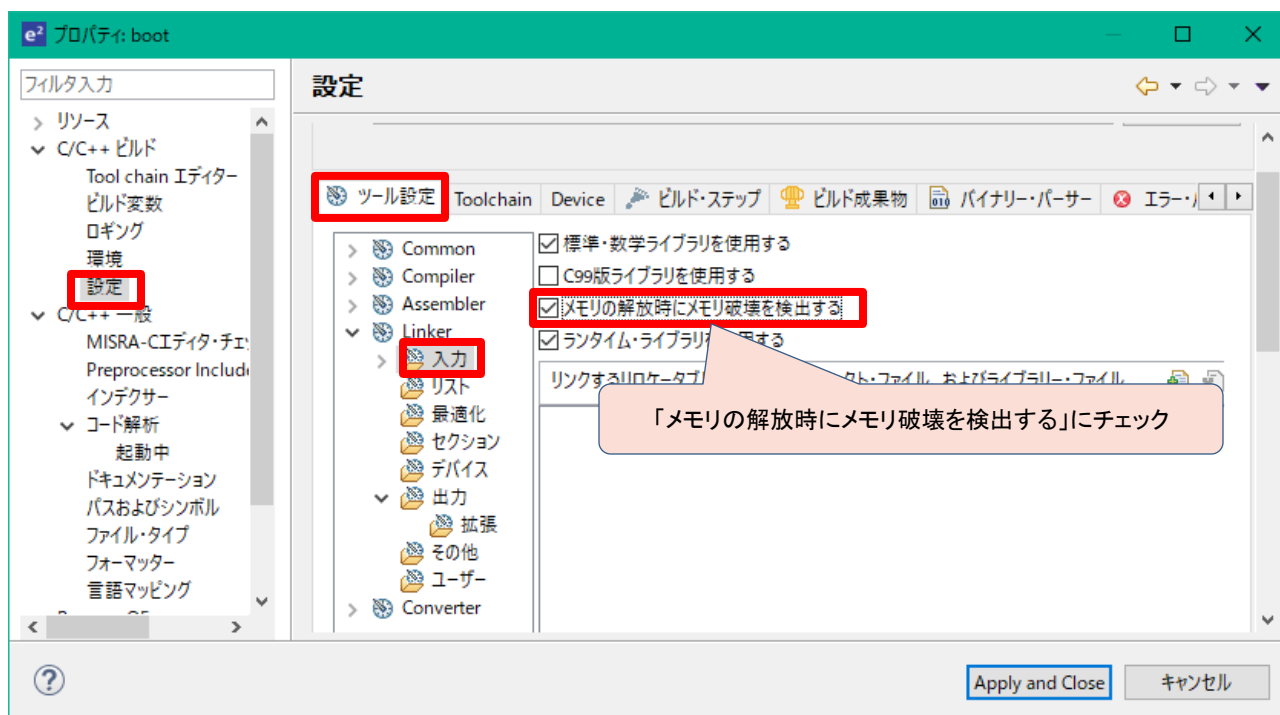 e² プロパティ: boot
フィルタ入力
設定
リソース
C/C++ ビルド
Tool chain エディター
ビルド変数
ロギング
環境
設定
C/C++ 一般
MISRA-Cエディタ・チェ
Preprocessor Includ
インデクサー
コード解析
起動中
ドキュメンテーション
パスおよびシンボル
ファイル・タイプ
フォーマッター
言語マッピング
ツール設定 Toolchain Device ビルド・ステップ ビルド成果物 バイナリー・パーサー エラー・
Common
Compiler
Assembler
Linker
入力
リスト
最適化
セクション
デバイス
出力
拡張
その他
ユーザー
Converter
標準・数学ライブラリを使用する
C99版ライブラリを使用する
メモリの解放時にメモリ破壊を検出する
ランタイム・ライブラリ 用する
リンクするリロケータブ ト・ファイル、およびライブラリー・ファイル
「メモリの解放時にメモリ破壊を検出する」にチェック
Apply and Close キャンセル